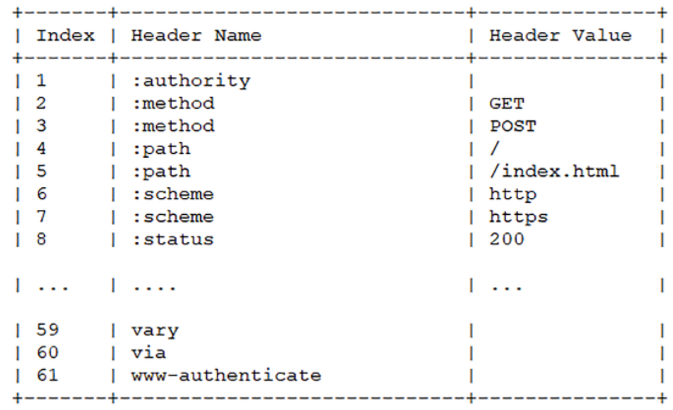 +-------+-----------------------------+---------------+
| Index | Header Name                 | Header Value  |
+-------+-----------------------------+---------------+
| 1     | :authority                  |               |
| 2     | :method                     | GET           |
| 3     | :method                     | POST          |
| 4     | :path                       | /             |
| 5     | :path                       | /index.html   |
| 6     | :scheme                     | http          |
| 7     | :scheme                     | https         |
| 8     | :status                     | 200           |
| ...   | ....                        | ...           |
| 59    | vary                        |               |
| 60    | via                         |               |
| 61    | www-authenticate            |               |
+-------+-----------------------------+---------------+